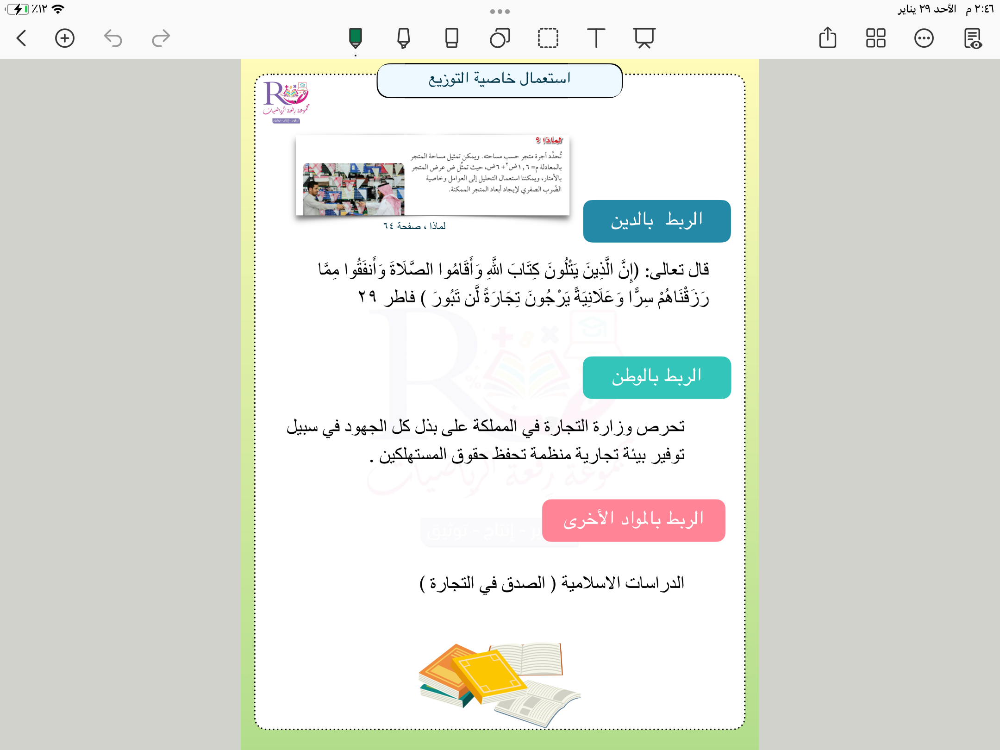 ٢:٤٦ م الأحد ٢٩ يناير
٪١٢
استعمال خاصية التوزيع
R
مجموعة رفعة الرياضيات
تطوير - إنتاج - توثيق
لماذا ؟
تُحدَّد أجرة متجر حسب مساحته. ويمكن تمثيل مساحة المتجر
بالمعادلة م= ١,٦ض٢+ ٦ض، حيث تمثِّل ض عرض المتجر
بالأمتار، ويمكننا استعمال التحليل إلى العوامل وخاصية
الضّرب الصفري لإيجاد أبعاد المتجر الممكنة.
لماذا ، صفحة ٦٤
الربط بالدين
قال تعالى: (إِنَّ الَّذِينَ يَتْلُونَ كِتَابَ اللَّهِ وَأَقَامُوا الصَّلَاةَ وَأَنفَقُوا مِمَّا
رَزَقْنَاهُمْ سِرًّا وَعَلَانِيَةً يَرْجُونَ تِجَارَةً لَّن تَبُورَ ) فاطر ٢٩
الربط بالوطن
تحرص وزارة التجارة في المملكة على بذل كل الجهود في سبيل
توفير بيئة تجارية منظمة تحفظ حقوق المستهلكين .
الربط بالمواد الأخرى
الدراسات الاسلامية ( الصدق في التجارة )